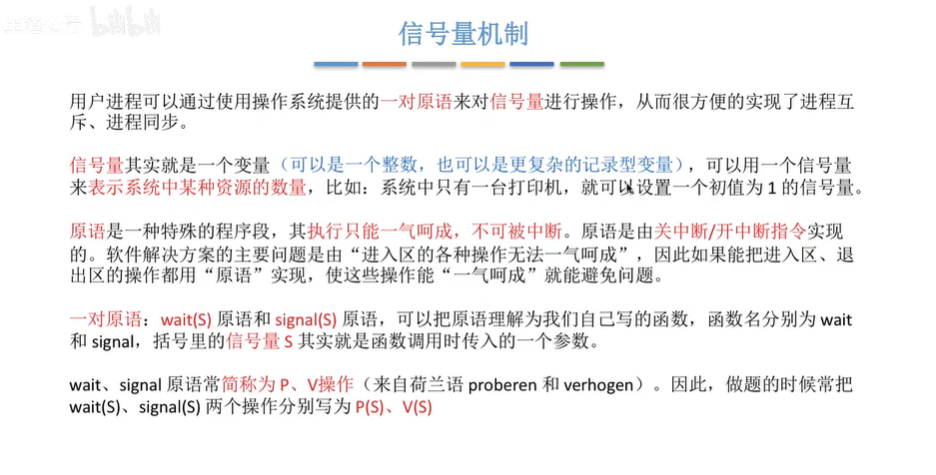 信号量机制
用户进程可以通过使用操作系统提供的一对原语来对信号量进行操作，从而很方便的实现了进程互
斥、进程同步。
信号量其实就是一个变量（可以是一个整数，也可以是更复杂的记录型变量），可以用一个信号量
来表示系统中某种资源的数量，比如：系统中只有一台打印机，就可以设置一个初值为 1 的信号量。
原语是一种特殊的程序段，其执行只能一气呵成，不可被中断。原语是由关中断/开中断指令实现
的。软件解决方案的主要问题是由“进入区的各种操作无法一气呵成”，因此如果能把进入区、退
出区的操作都用“原语”实现，使这些操作能“一气呵成”就能避免问题。
一对原语：wait(S) 原语和 signal(S) 原语，可以把原语理解为我们自己写的函数，函数名分别为 wait
和 signal，括号里的信号量 S 其实就是函数调用时传入的一个参数。
wait、signal 原语常简称为 P、V操作（来自荷兰语 proberen 和 verhogen）。因此，做题的时候常把
wait(S)、signal(S) 两个操作分别写为 P(S)、V(S)